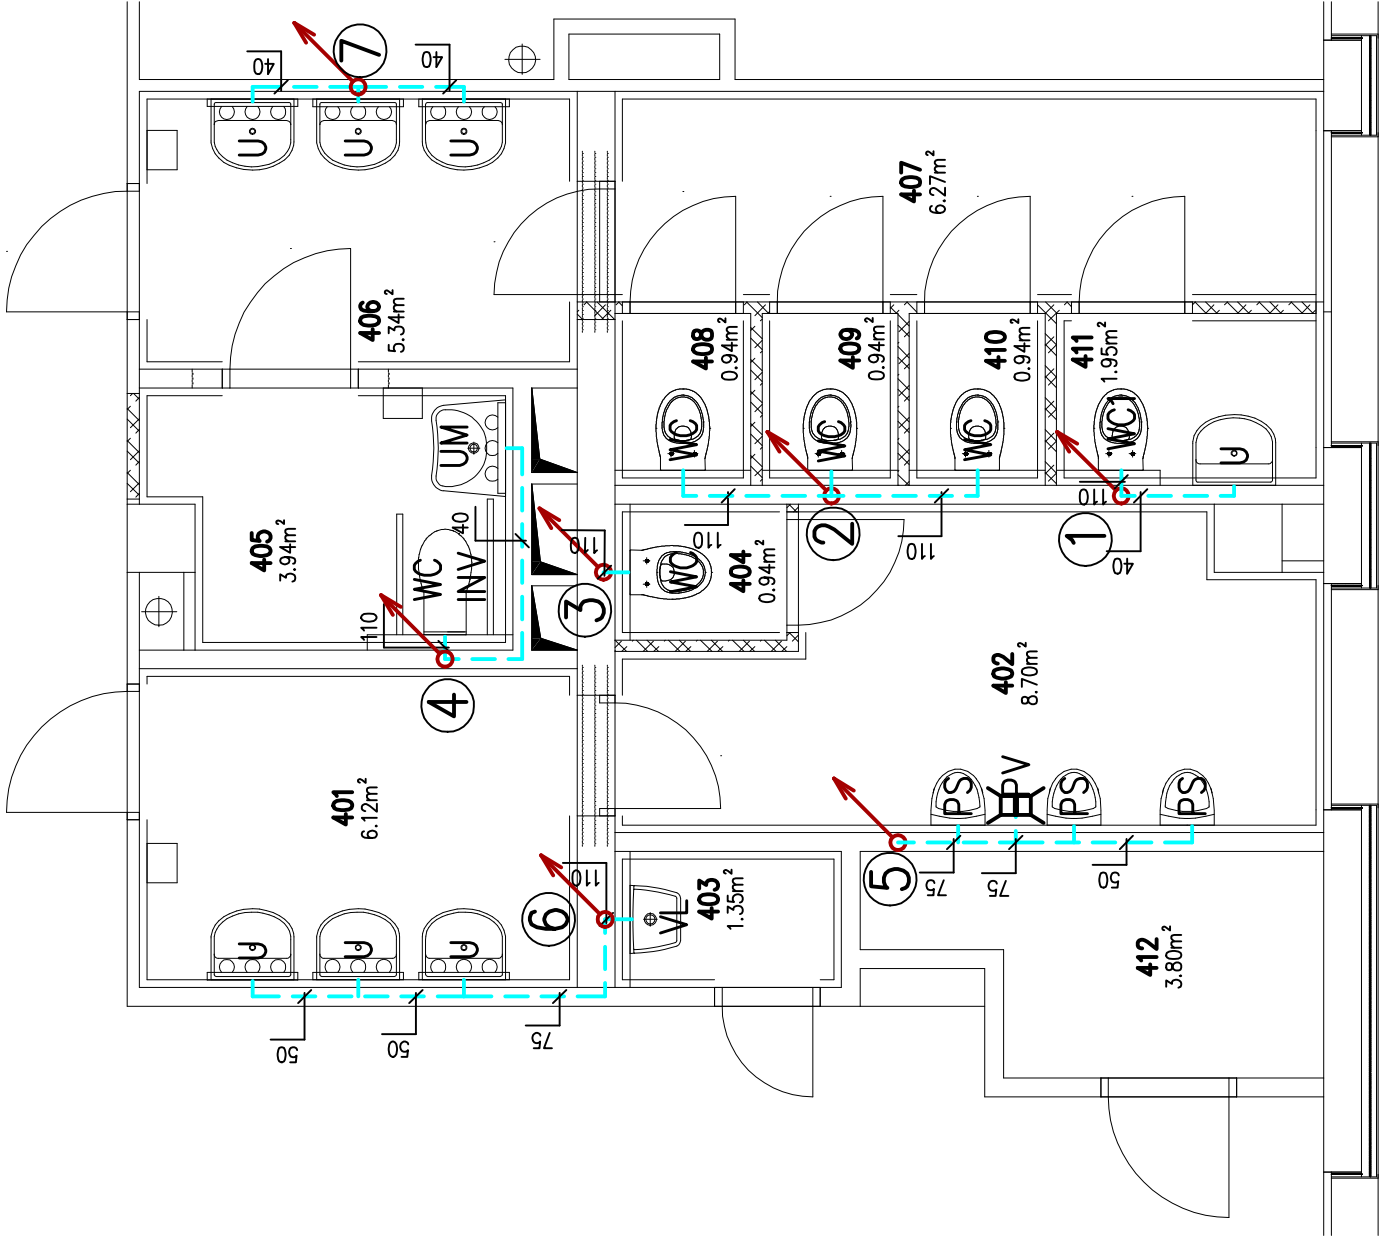 7
40
40
U
U
U
406
5.34m²
407
6.27m²
408
0.94m²
409
0.94m²
410
0.94m²
411
1.95m²
WC
WC
WC
WC1
U
UM
405
3.94m²
WC
INV
40
110
4
110
3
WC
404
0.94m²
110
2
110
110
1
40
401
6.12m²
402
8.70m²
PS
PV
PS
PS
5
75
75
50
6
110
VL
403
1.35m²
U
U
U
50
50
75
412
3.80m²